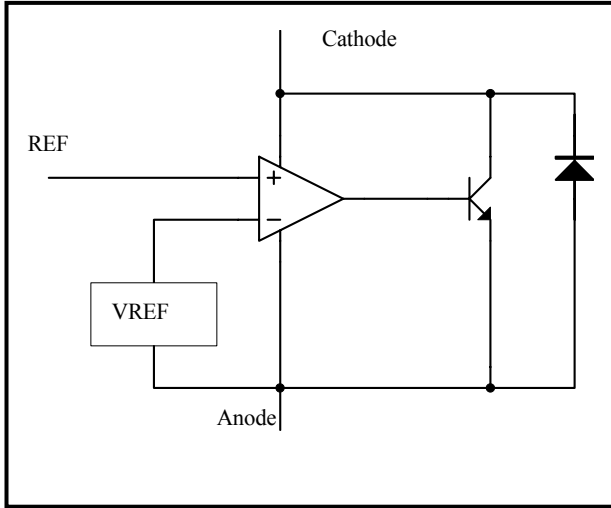 Cathode
REF
+
−
VREF
Anode